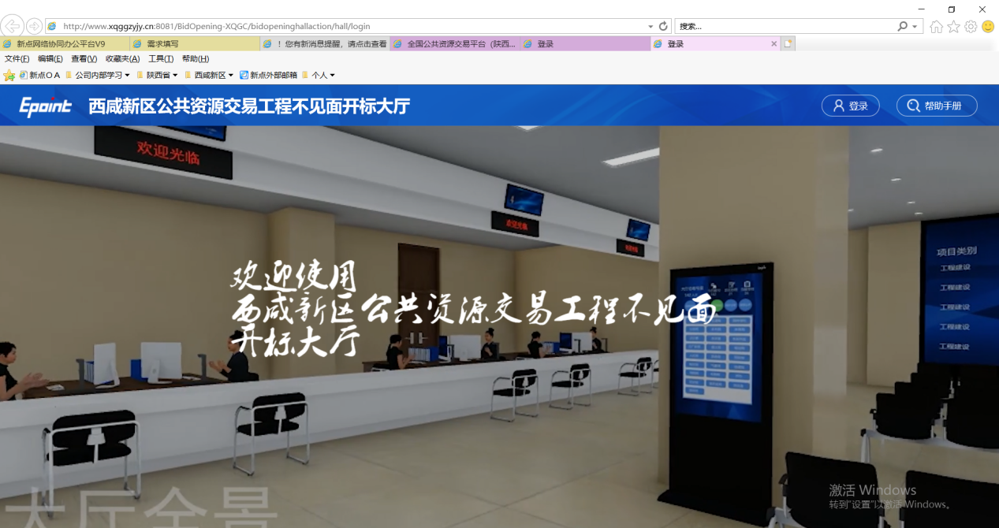 http://www.xqggzyjy.cn:8081/BidOpening-XQGC/bidopeninghallaction/hall/login
搜索...
新点网络协同办公平台V9
需求填写
！您有新消息提醒，请点击查看
全国公共资源交易平台（陕西...
登录
登录
文件(F) 编辑(E) 查看(V) 收藏夹(A) 工具(T) 帮助(H)
新点O A 公司内部学习 陕西省 西咸新区 新点外部邮箱 个人
Epoint 西咸新区公共资源交易工程不见面开标大厅
登录
帮助手册
欢迎光临
欢迎光临
项目类别
工程建设
工程建设
工程建设
工程建设
工程建设
欢迎使用
西咸新区公共资源交易工程不见面
开标大厅
大厅全景
激活 Windows
转到"设置"以激活 Windows。